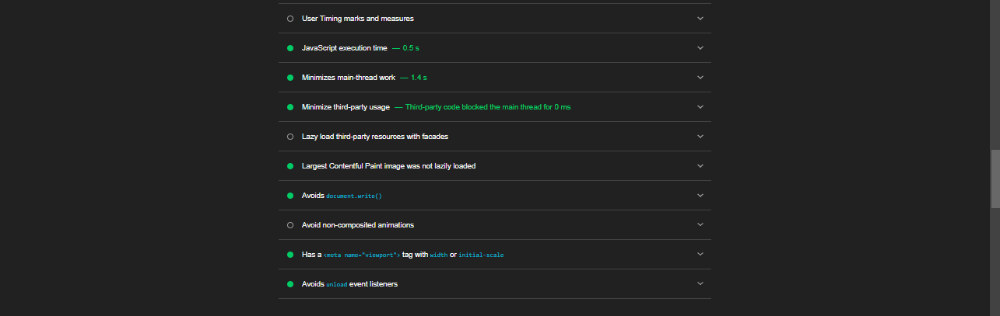 User Timing marks and measures
JavaScript execution time — 0.5 s
Minimizes main-thread work — 1.4 s
Minimize third-party usage — Third-party code blocked the main thread for 0 ms
Lazy load third-party resources with facades
Largest Contentful Paint image was not lazily loaded
Avoids document.write()
Avoid non-composited animations
Has a <meta name="viewport"> tag with width or initial-scale
Avoids unload event listeners